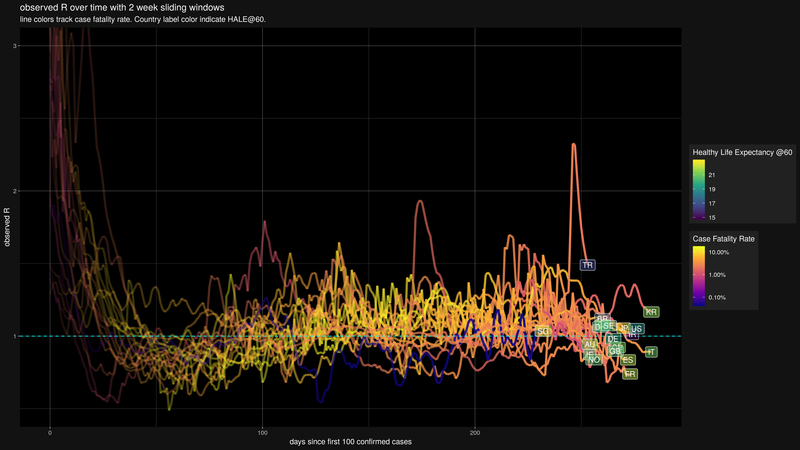 observed R over time with 2 week sliding windows
line colors track case fatality rate. Country label color indicate HALE@60.
observed R
3
2
1
0
100
200
days since first 100 confirmed cases
TR
KR
SG
SE
US
DE
AU
GB
IT
NO
ES
FR
Healthy Life Expectancy @60
21
19
17
15
Case Fatality Rate
10.00%
1.00%
0.10%